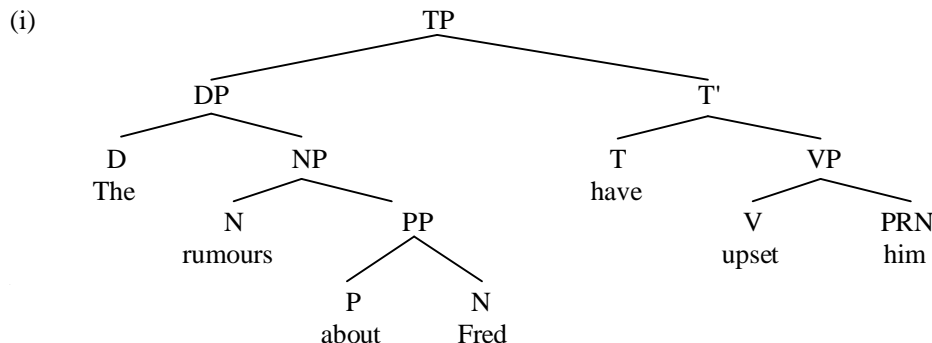 (i) TP
DP T'
D NP T VP
The have
N PP V PRN
rumours upset him
P N
about Fred